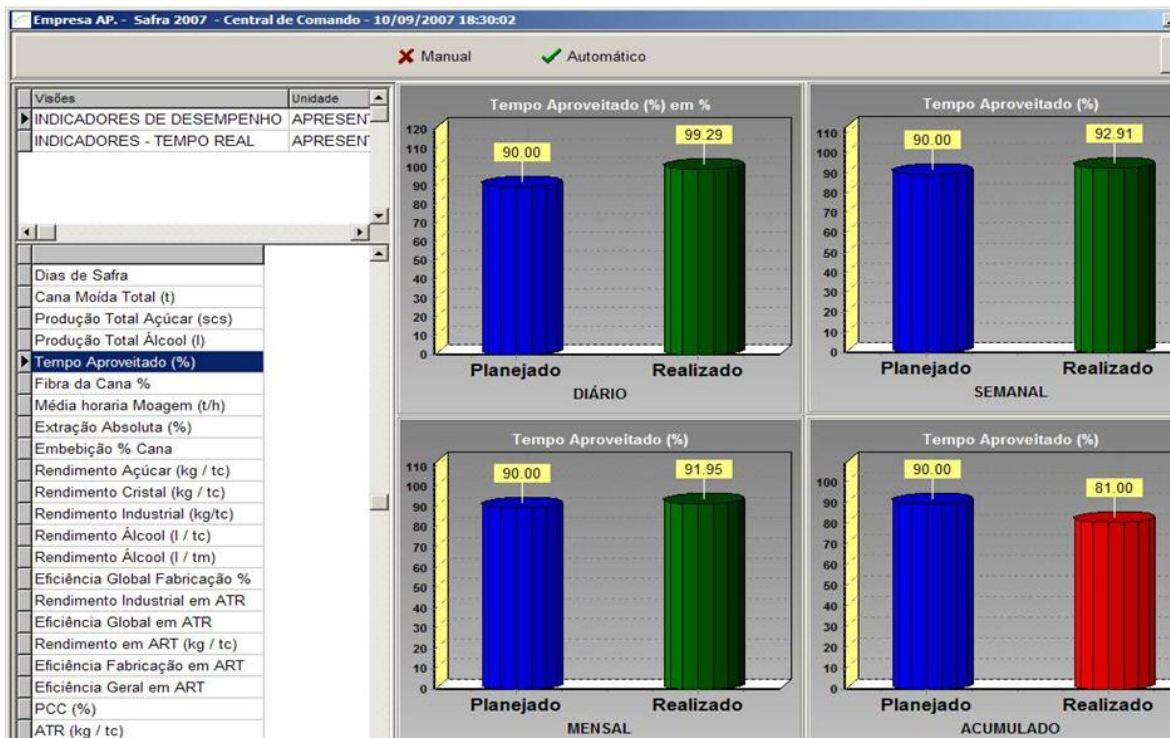 Empresa AP. - Safra 2007 - Central de Comando - 10/09/2007 18:30:02
Manual
Automático
Visões Unidade
INDICADORES DE DESEMPENHO APRESENT
INDICADORES - TEMPO REAL APRESENT
Dias de Safra
Cana Moída Total (t)
Produção Total Açúcar (scs)
Produção Total Álcool (l)
Tempo Aproveitado (%)
Fibra da Cana %
Média horaria Moagem (t/h)
Extração Absoluta (%)
Embebição % Cana
Rendimento Açúcar (kg / tc)
Rendimento Cristal (kg / tc)
Rendimento Industrial (kg/tc)
Rendimento Álcool (l / tc)
Rendimento Álcool (l / tm)
Eficiência Global Fabricação %
Rendimento Industrial em ATR
Eficiência Global em ATR
Rendimento em ART (kg / tc)
Eficiência Fabricação em ART
Eficiência Geral em ART
PCC (%)
ATR (kg / tc)
Tempo Aproveitado (%) em %
120
110
100
90
80
70
60
50
40
30
20
10
0
90.00
99.29
Planejado Realizado
DIÁRIO
Tempo Aproveitado (%)
110
100
90
80
70
60
50
40
30
20
10
0
90.00
92.91
Planejado Realizado
SEMANAL
Tempo Aproveitado (%)
110
100
90
80
70
60
50
40
30
20
10
0
90.00
91.95
Planejado Realizado
MENSAL
Tempo Aproveitado (%)
100
90
80
70
60
50
40
30
20
10
0
90.00
81.00
Planejado Realizado
ACUMULADO